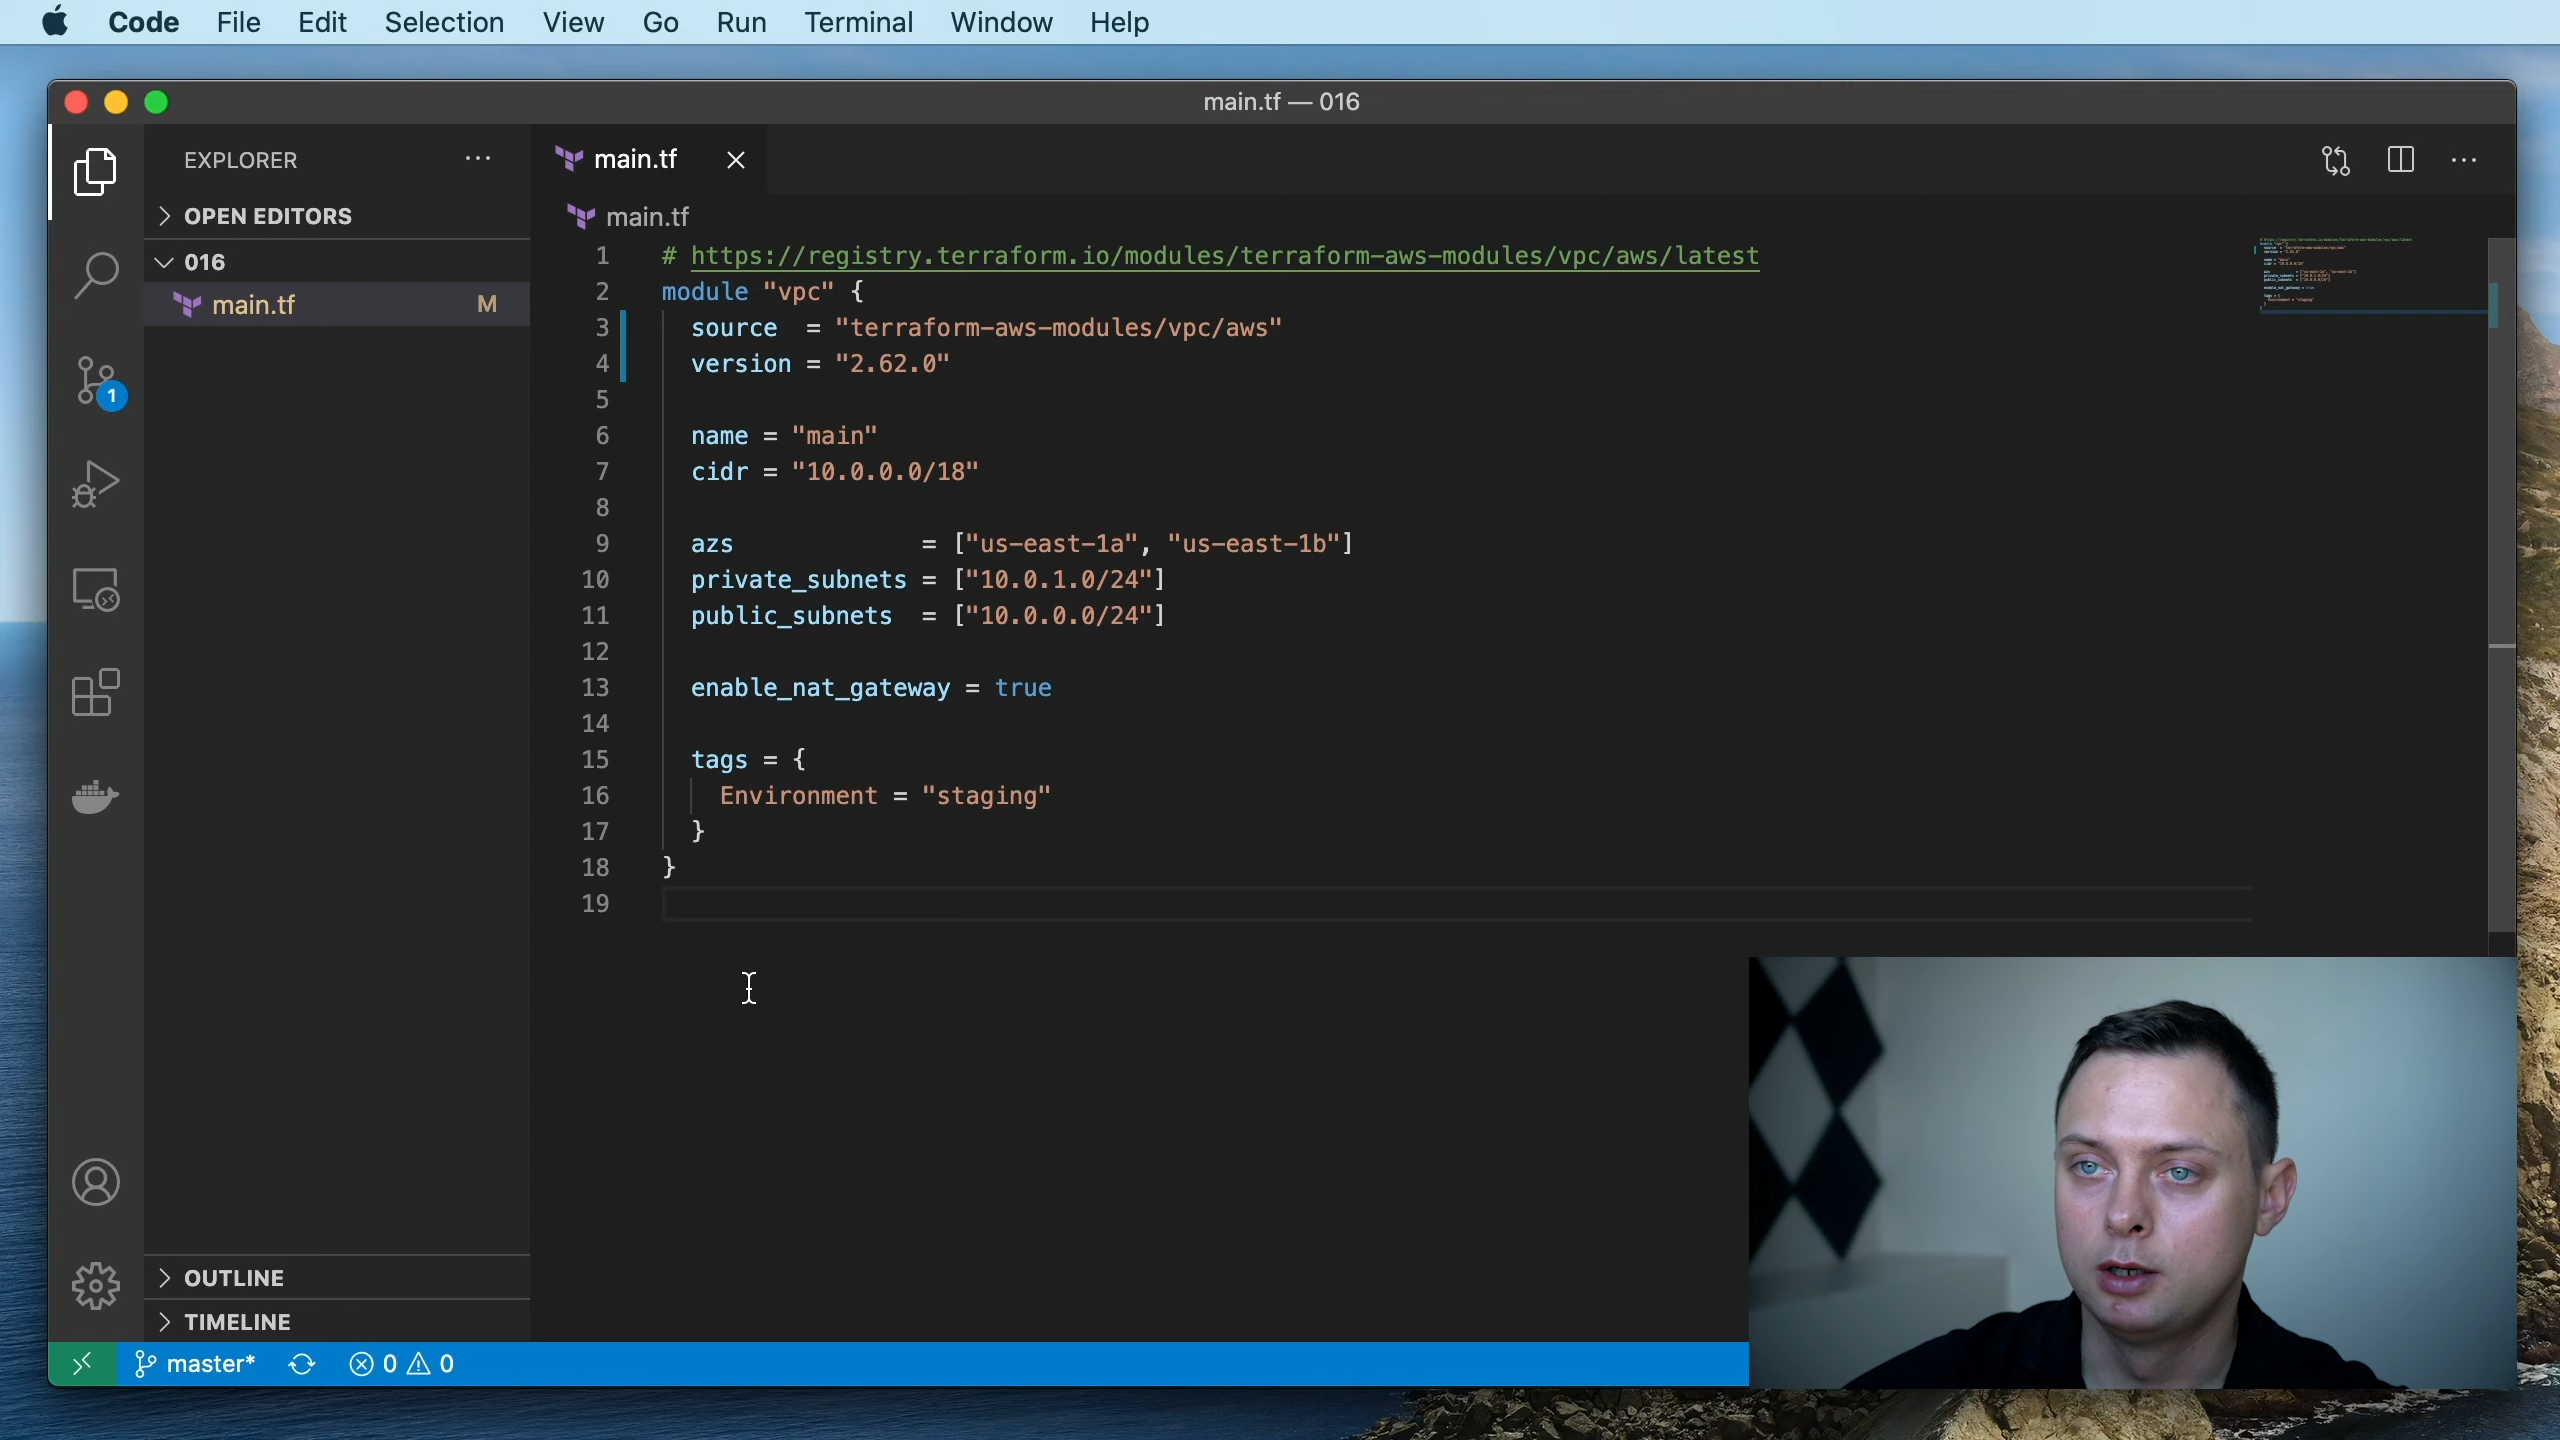 Code File Edit Selection View Go Run Terminal Window Help
main.tf — 016
EXPLORER
OPEN EDITORS
016
main.tf M
1
main.tf
main.tf
1 # https://registry.terraform.io/modules/terraform-aws-modules/vpc/aws/latest
2 module "vpc" {
3 source = "terraform-aws-modules/vpc/aws"
4 version = "2.62.0"
5
6 name = "main"
7 cidr = "10.0.0.0/18"
8
9 azs = ["us-east-1a", "us-east-1b"]
10 private_subnets = ["10.0.1.0/24"]
11 public_subnets = ["10.0.0.0/24"]
12
13 enable_nat_gateway = true
14
15 tags = {
16 Environment = "staging"
17 }
18 }
19
OUTLINE
TIMELINE
master* 0 0